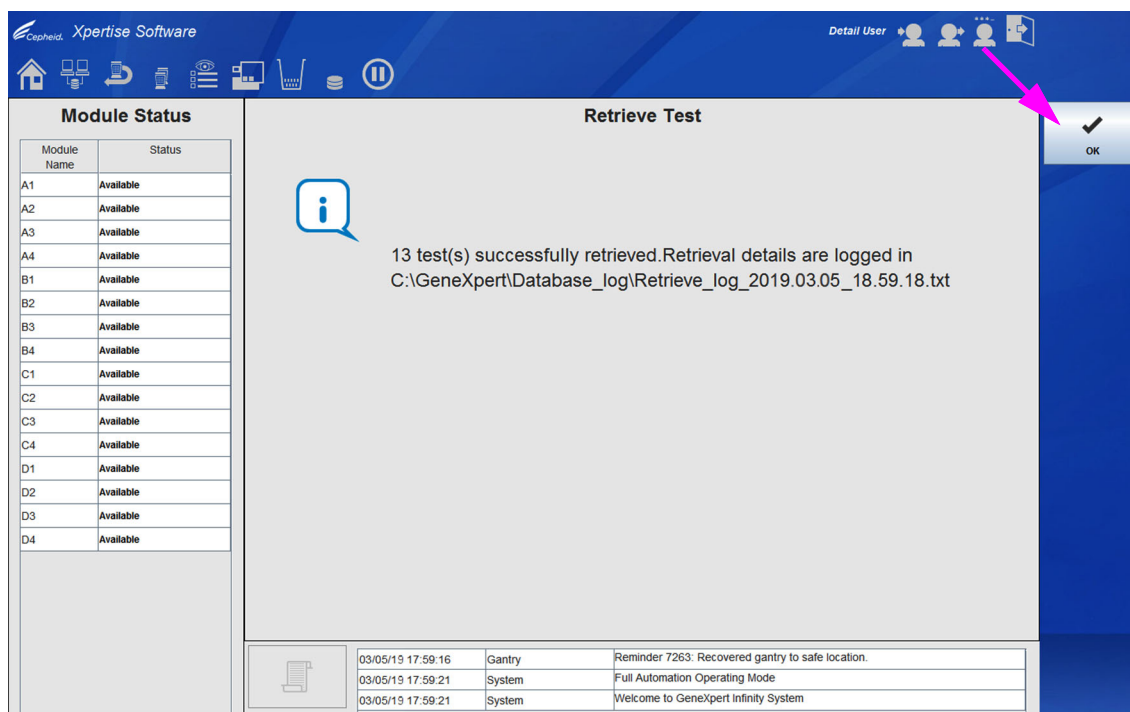 Cepheid. Xpertise Software
Detail User
Module Status
Module Name Status
A1 Available
A2 Available
A3 Available
A4 Available
B1 Available
B2 Available
B3 Available
B4 Available
C1 Available
C2 Available
C3 Available
C4 Available
D1 Available
D2 Available
D3 Available
D4 Available
Retrieve Test
13 test(s) successfully retrieved.Retrieval details are logged in
C:\GeneXpert\Database_log\Retrieve_log_2019.03.05_18.59.18.txt
OK
03/05/19 17:59:16 Gantry Reminder 7263: Recovered gantry to safe location.
03/05/19 17:59:21 System Full Automation Operating Mode
03/05/19 17:59:21 System Welcome to GeneXpert Infinity System